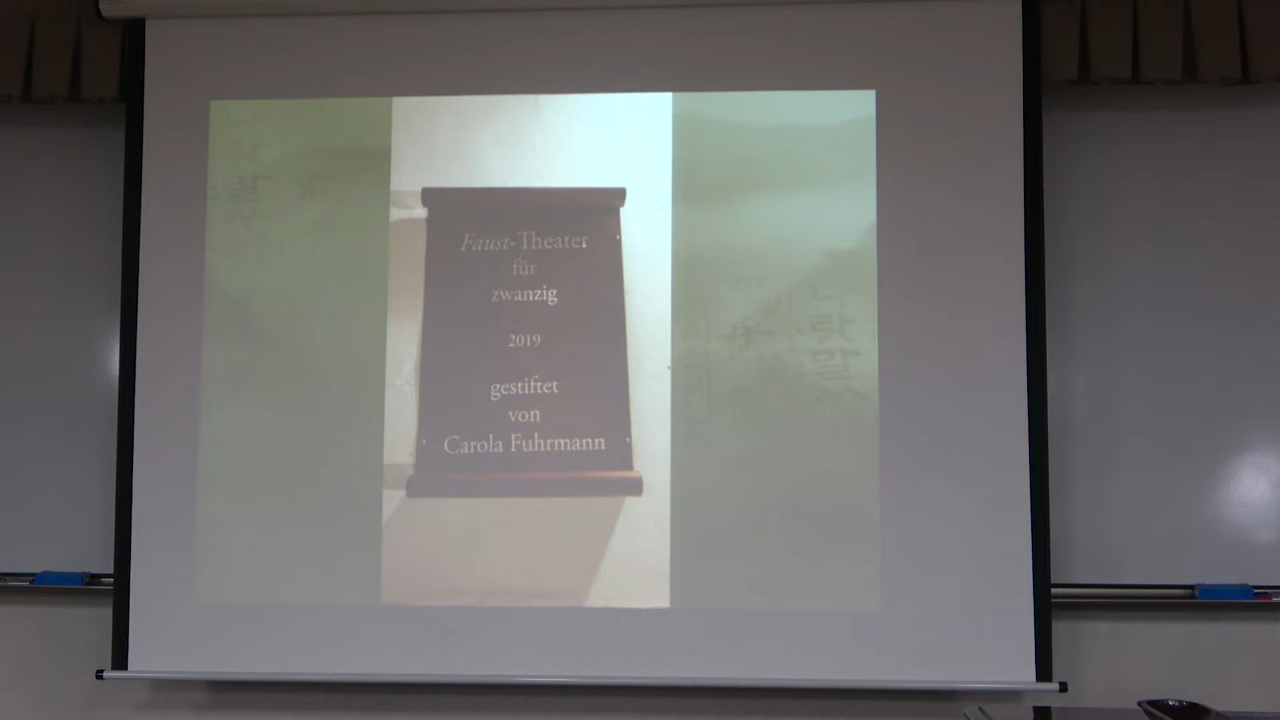 Faust-Theater
für
zwanzig
2019
gestiftet
von
Carola Fuhrmann